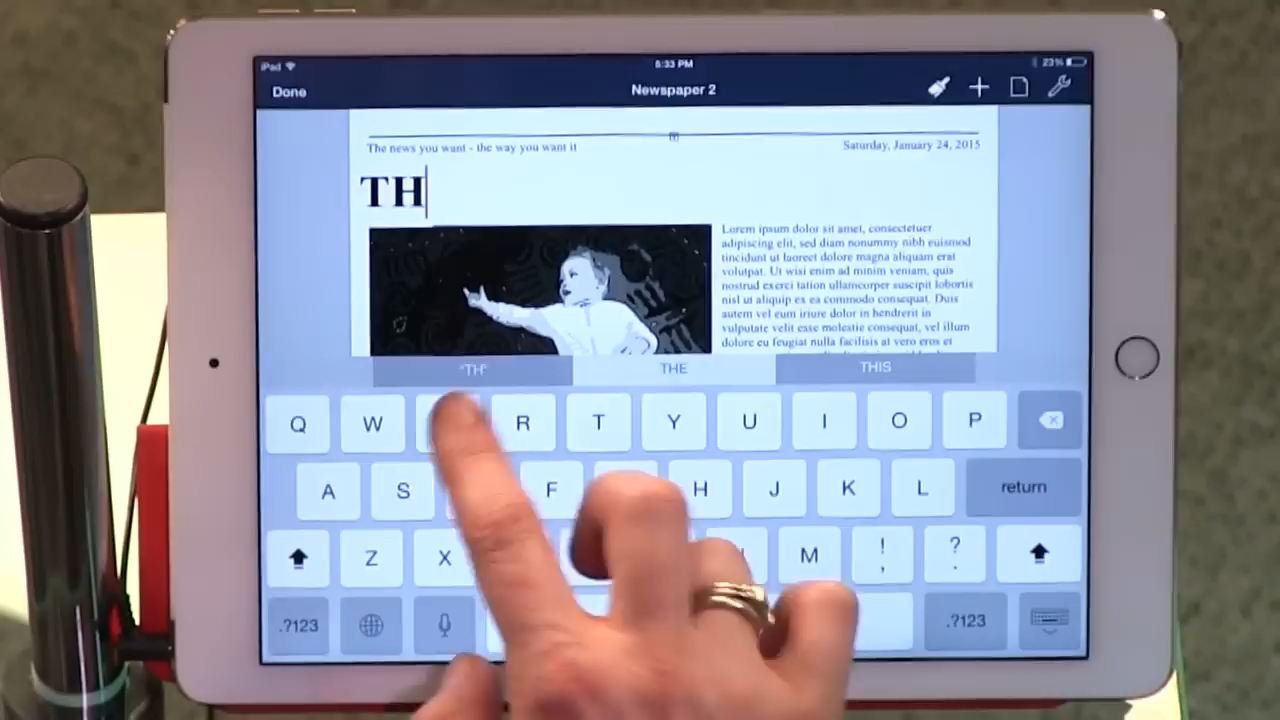 iPad 5:33 PM 23%
Done Newspaper 2
The news you want - the way you want it Saturday, January 24, 2015
TH
Lorem ipsum dolor sit amet, consectetuer
adipiscing elit, sed diam nonummy nibh euismod
tincidunt ut laoreet dolore magna aliquam erat
volutpat. Ut wisi enim ad minim veniam, quis
nostrud exerci tation ullamcorper suscipit lobortis
nisl ut aliquip ex ea commodo consequat. Duis
autem vel eum iriure dolor in hendrerit in
vulputate velit esse molestie consequat, vel illum
dolore eu feugiat nulla facilisis at vero eros et
"TH" THE THIS
Q W R T Y U I O P
A S F H J K L return
Z X M ! , ? .
.?123 .?123